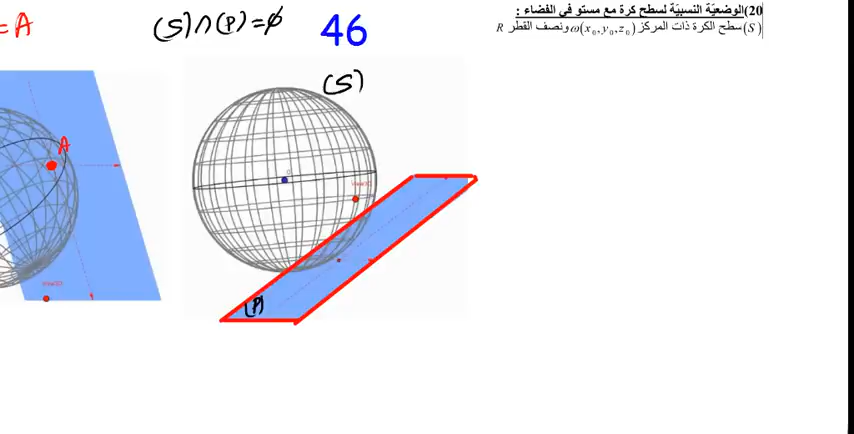 20)الوضعيّة النسبيّة لسطح كرة مع مستو في الفضاء :
(S) سطح الكرة ذات المركز ω(x₀, y₀, z₀) ونصف القطر R
= A
(S)∩(P)=∅
46
(S)
A
(P)